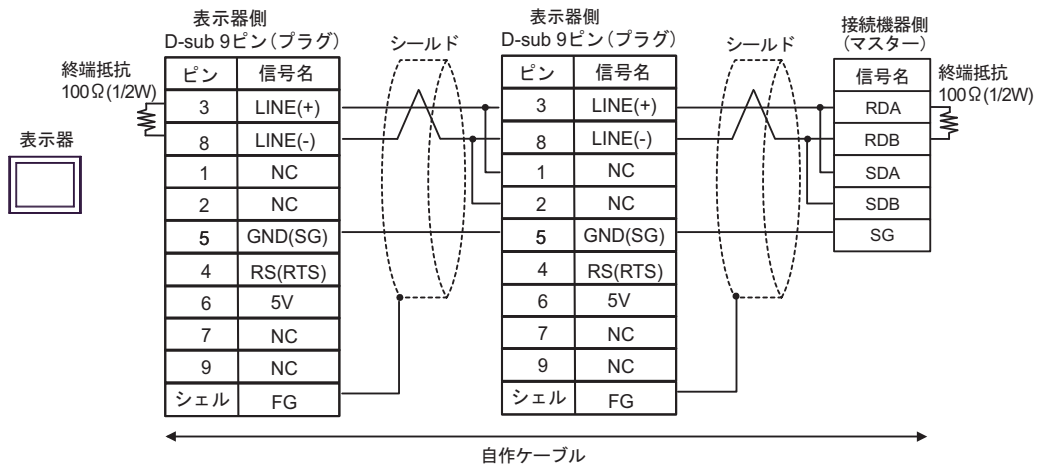 表示器側
D-sub 9ピン(プラグ)
表示器側
D-sub 9ピン(プラグ)
接続機器側
(マスター)
シールド
シールド
終端抵抗
100Ω(1/2W)
終端抵抗
100Ω(1/2W)
表示器
ピン 信号名
3 LINE(+)
8 LINE(-)
1 NC
2 NC
5 GND(SG)
4 RS(RTS)
6 5V
7 NC
9 NC
シェル FG
ピン 信号名
3 LINE(+)
8 LINE(-)
1 NC
2 NC
5 GND(SG)
4 RS(RTS)
6 5V
7 NC
9 NC
シェル FG
信号名
RDA
RDB
SDA
SDB
SG
自作ケーブル